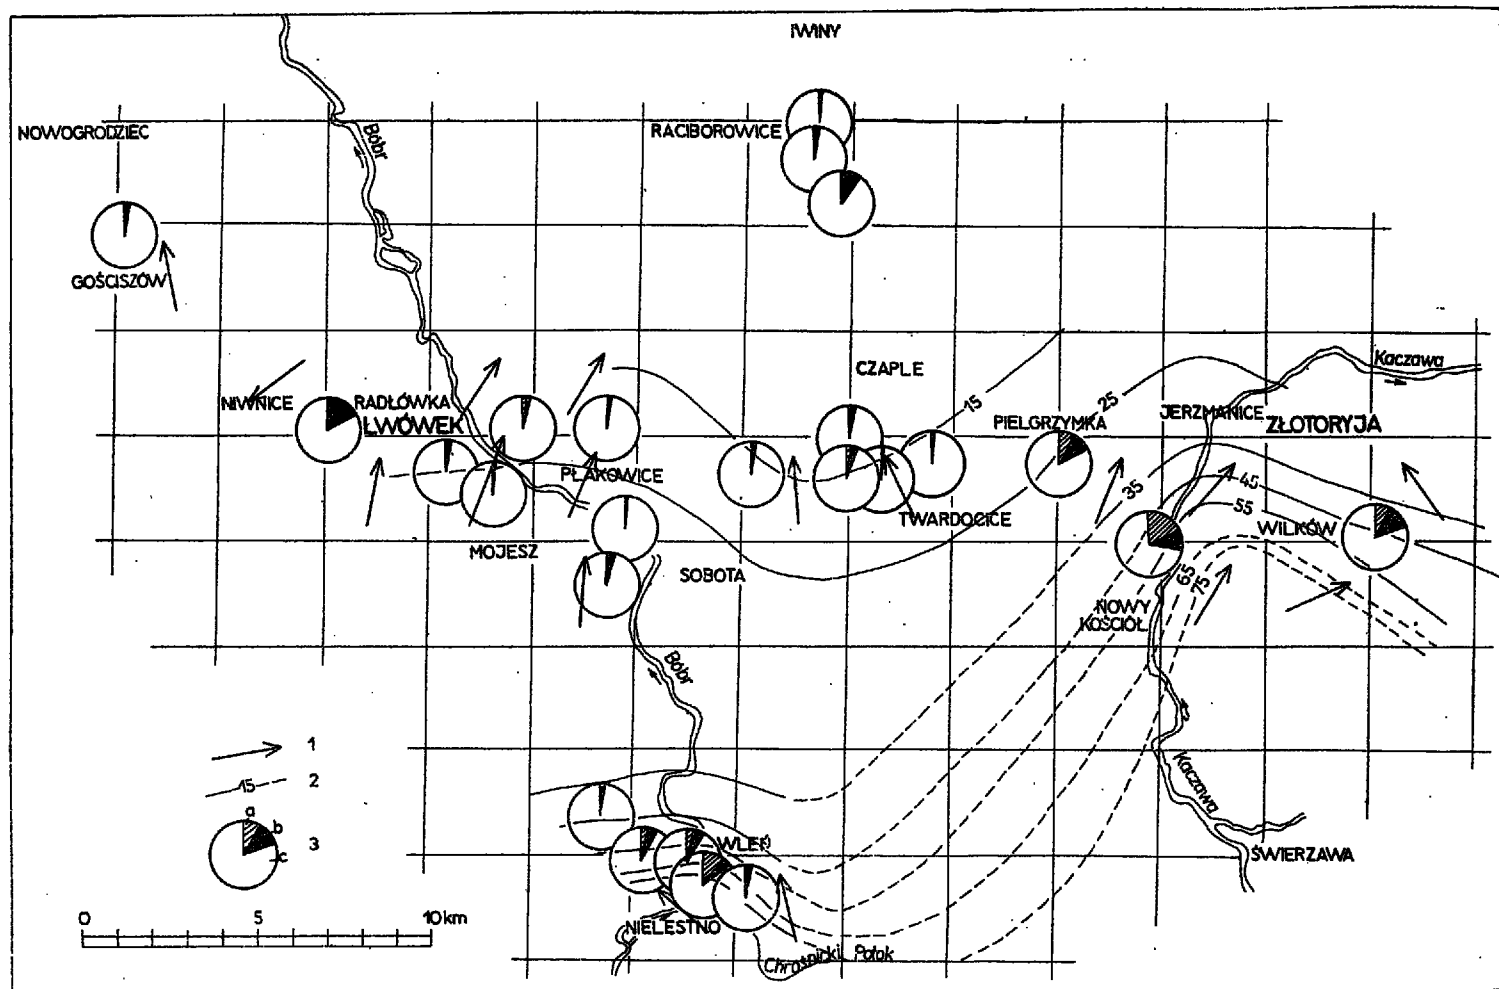 IWINY
NOWOGRODZIEC
Bóbr
RACIBOROWICE
GOŚCISZÓW
CZAPLE
Kaczawa
NIWNICE
RADŁÓWKA
LWÓWEK
15
25
PIELGRZYMKA
JERZMANICE
ZŁOTORYJA
PŁAKOWICE
TWARDOCICE
35
45
55
WILKÓW
MOJESZ
SOBOTA
65
75
NOWY
KOŚCIÓŁ
Bóbr
1
15
2
a
b
3
c
Kaczawa
WLEŃ
ŚWIERZAWA
0
5
10km
NIELESTNO
Chrośnicki Potok